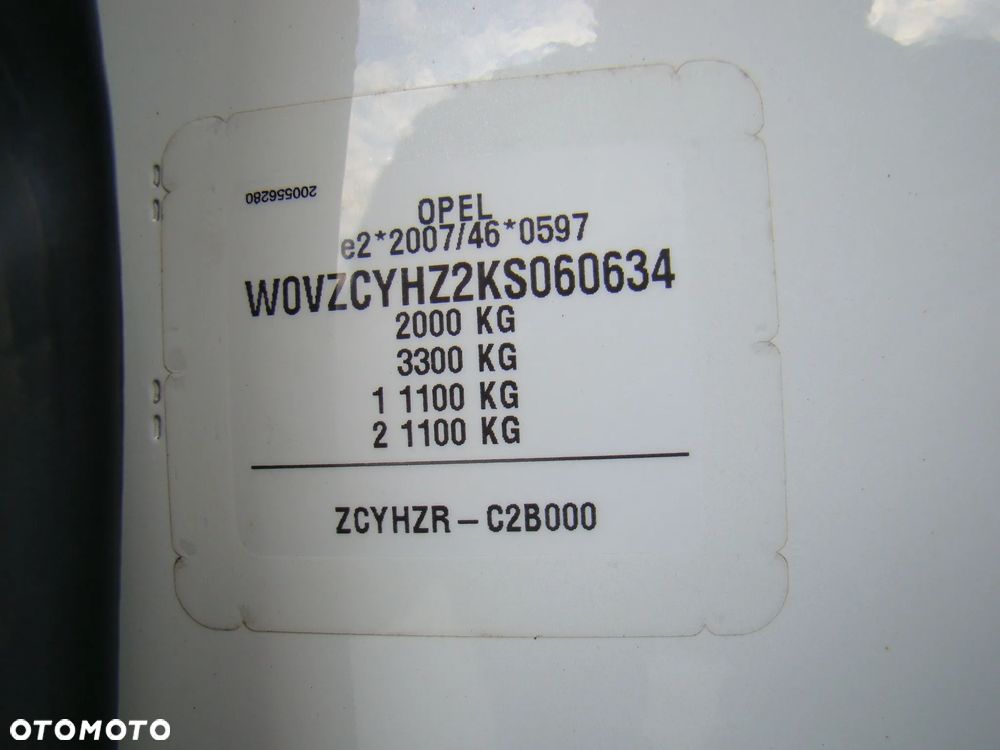 200556280
OPEL
e2*2007/46*0597
W0VZCYHZ2KS060634
2000 KG
3300 KG
1 1100 KG
2 1100 KG
ZCYHZR – C2B000
OTOMOTO